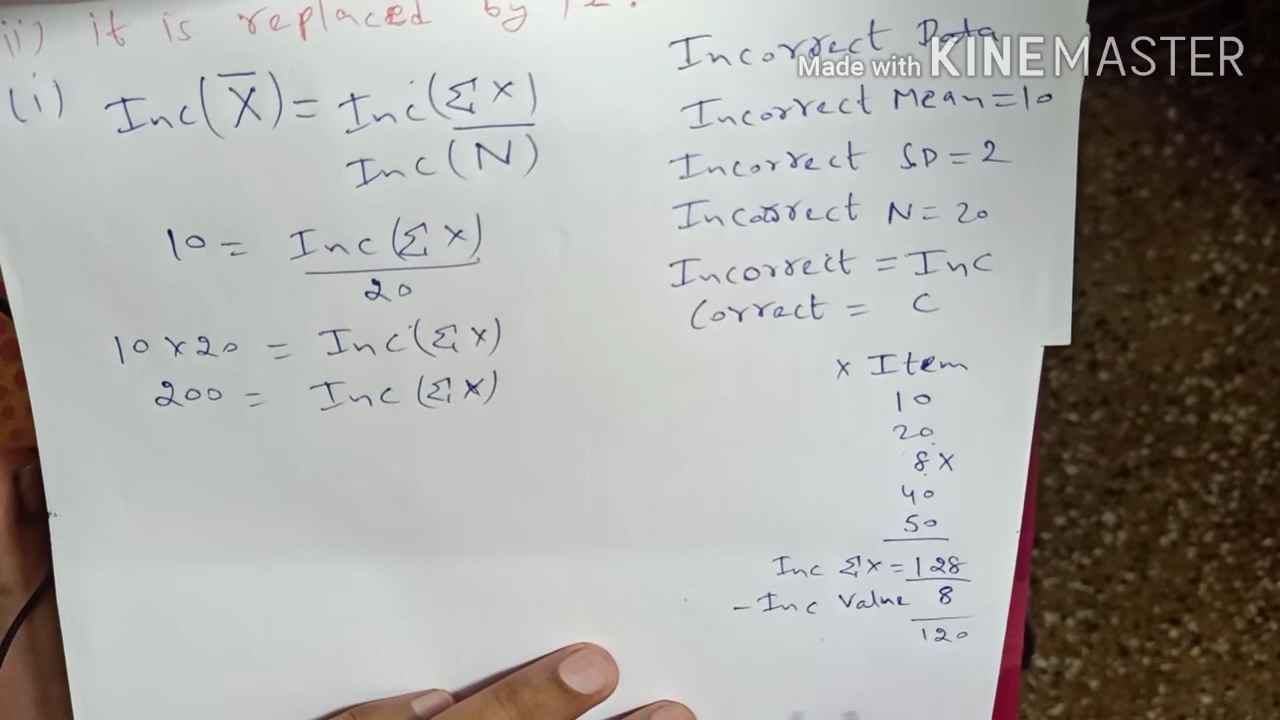 ii) it is replaced by 12.
(i) Inc(X̅) = Inc(Σx)
Inc(N)
10 = Inc(Σx)
20
10 x 20 = Inc(Σx)
200 = Inc(Σx)
Incorrect Data
Made with KINEMASTER
Incorrect Mean = 10
Incorrect SD = 2
Incorrect N = 20
Incorrect = Inc
Correct = C
x Item
10
20
8 x
40
50
Inc Σx = 128
- Inc Value 8
120